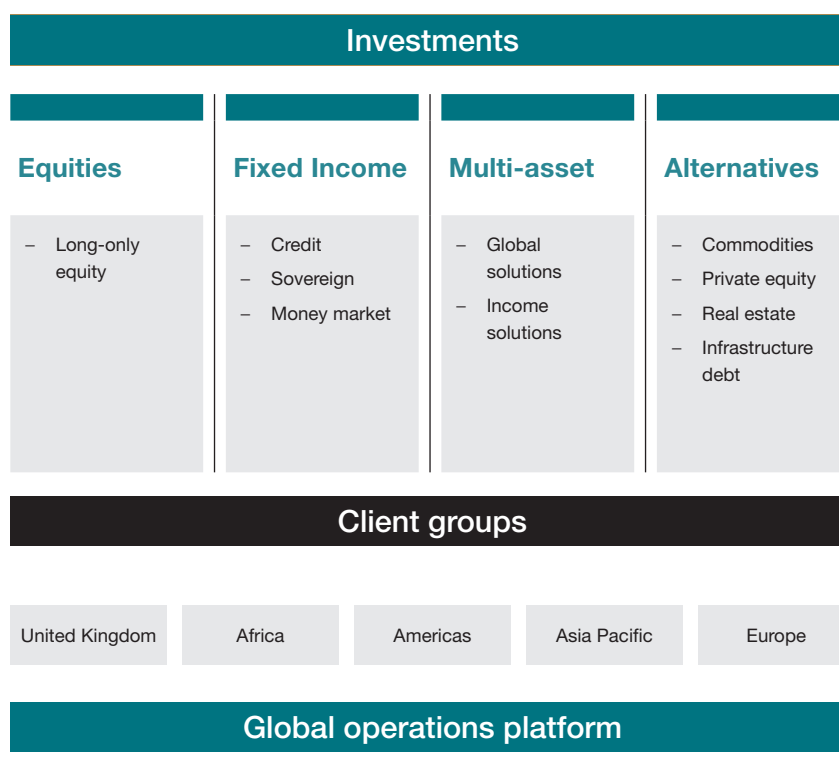 Investments
Equities
– Long-only
equity
Fixed Income
– Credit
– Sovereign
– Money market
Multi-asset
– Global
solutions
– Income
solutions
Alternatives
– Commodities
– Private equity
– Real estate
– Infrastructure
debt
Client groups
United Kingdom
Africa
Americas
Asia Pacific
Europe
Global operations platform